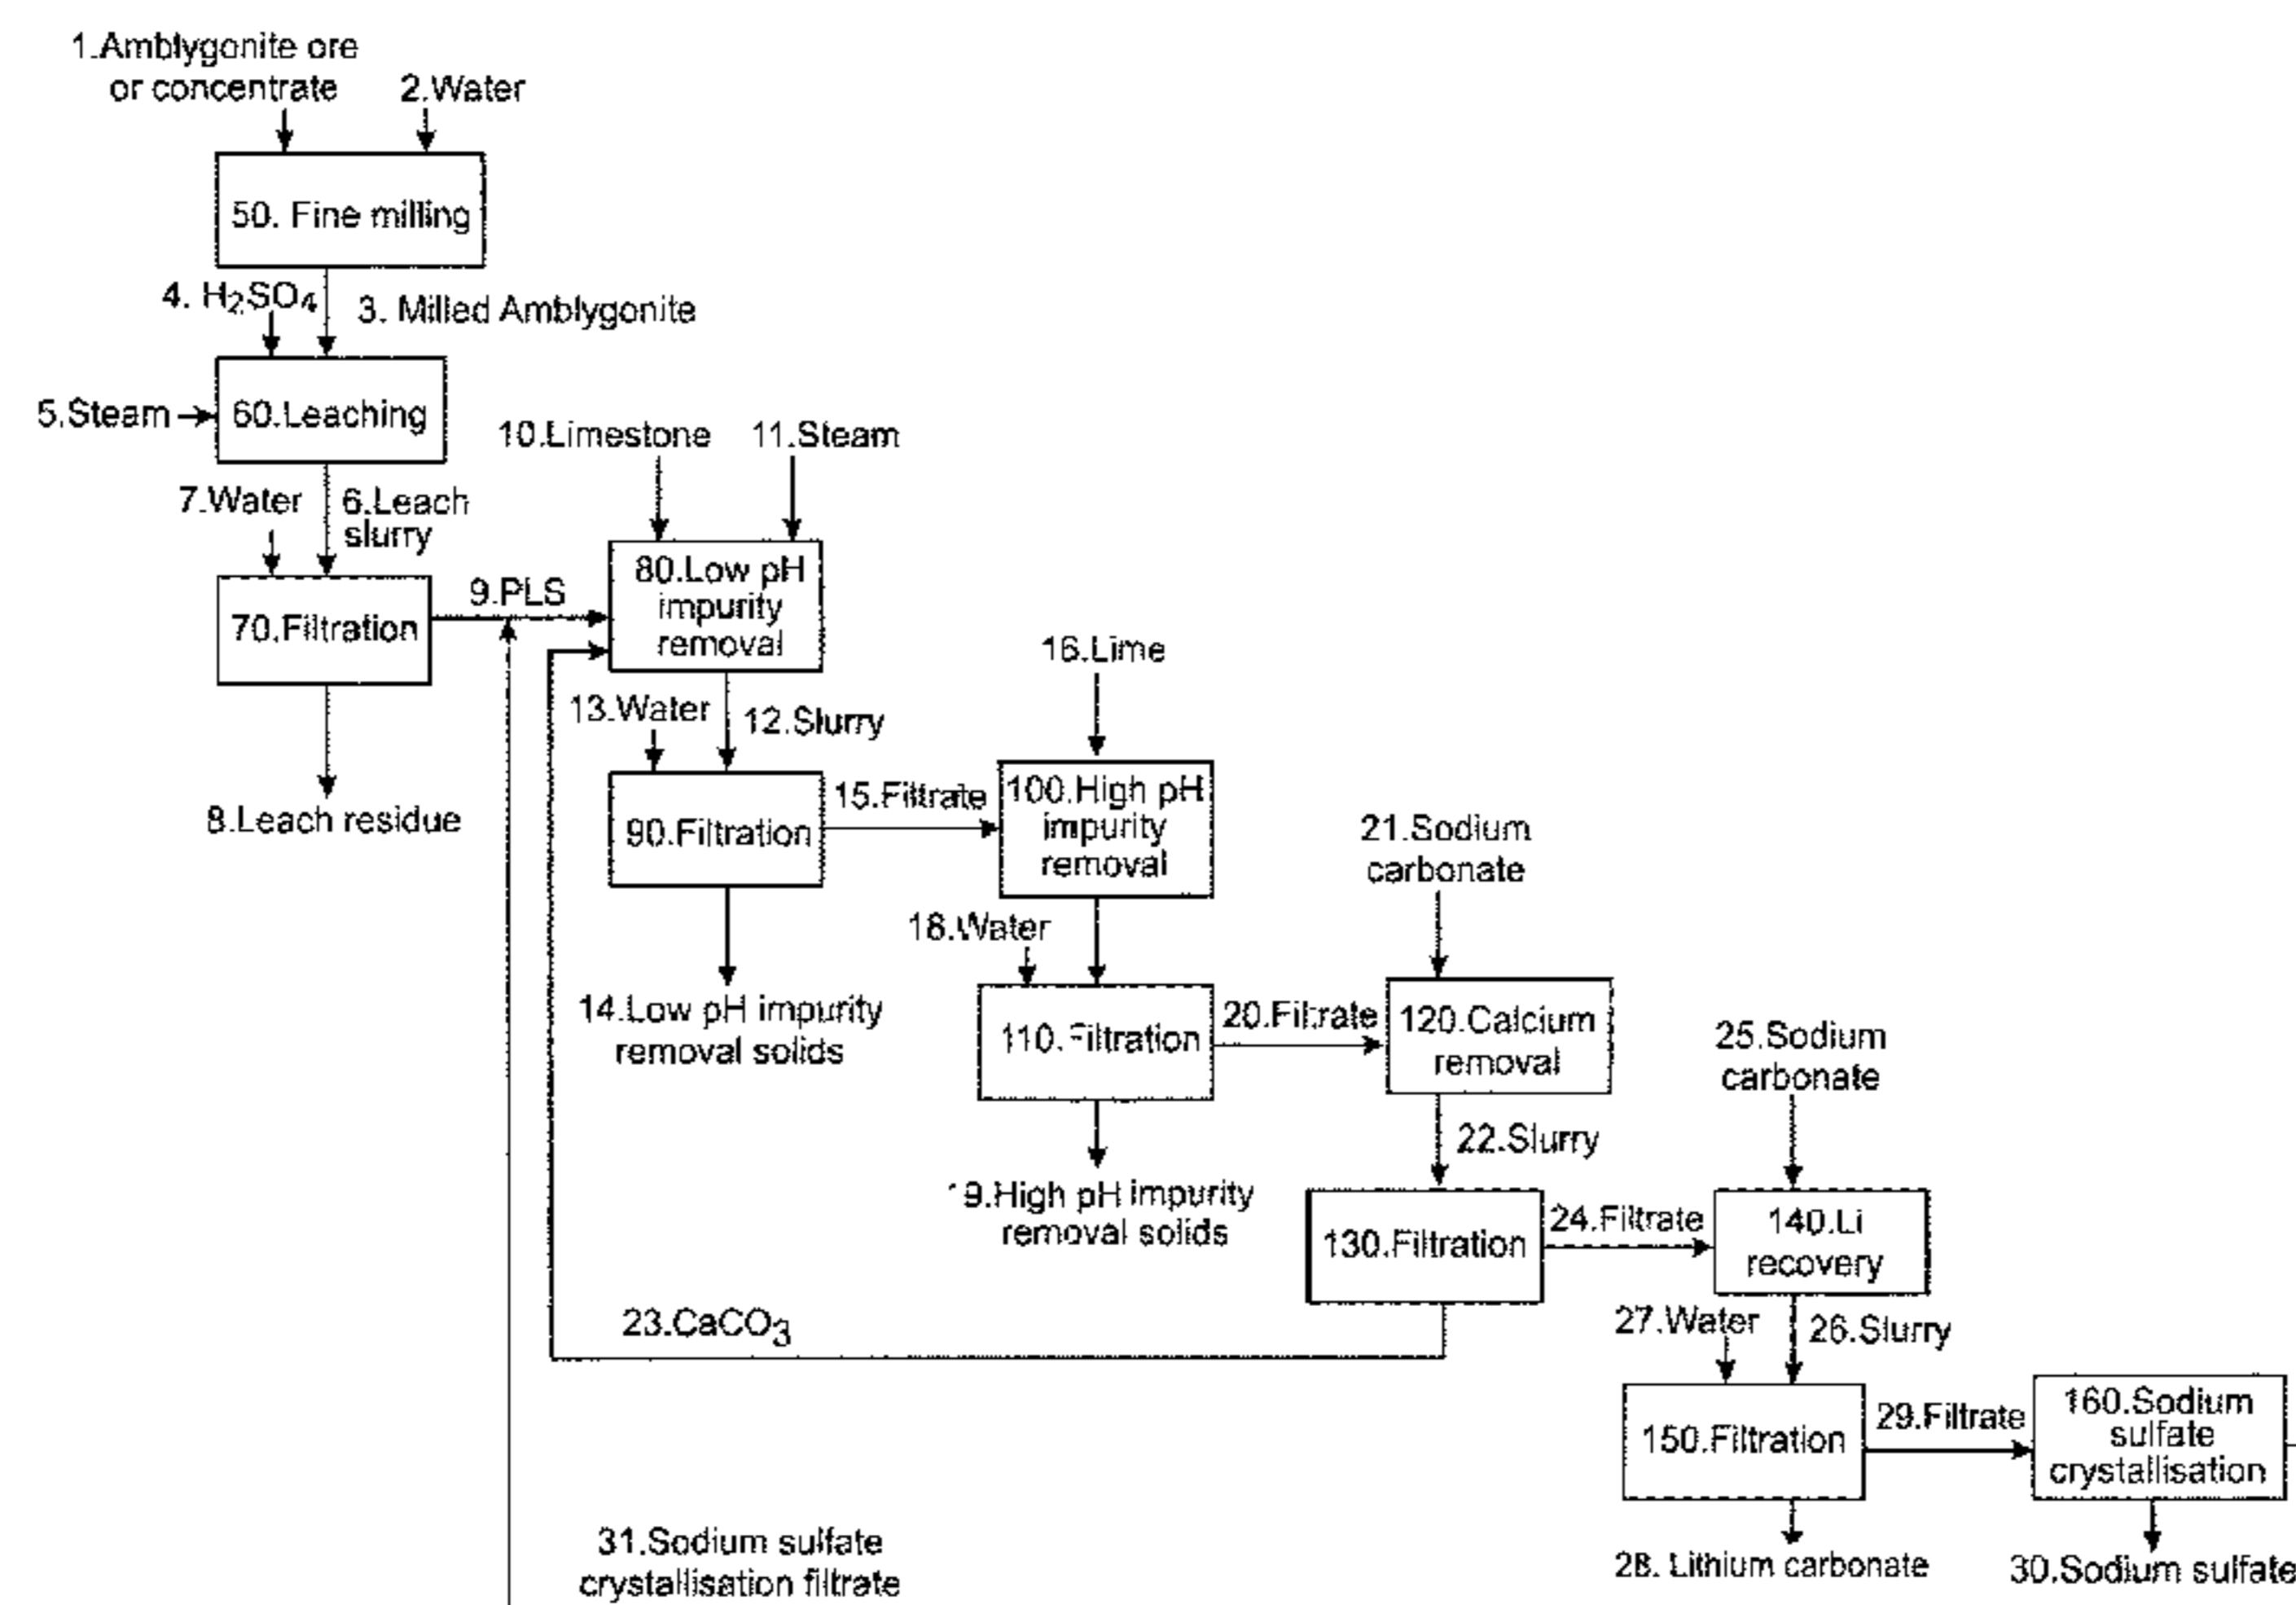 1.Amblygonite ore
or concentrate
2.Water
50. Fine milling
4. H2SO4
3. Milled Amblygonite
5.Steam
60.Leaching
10.Limestone
11.Steam
7.Water
6.Leach
slurry
80.Low pH
impurity
removal
9.PLS
70.Filtration
16.Lime
13.Water
12.Slurry
8.Leach residue
15.Filtrate
100.High pH
impurity
removal
90.Filtration
21.Sodium
carbonate
18.Water
14.Low pH impurity
removal solids
110.Filtration
20.Filtrate
120.Calcium
removal
25.Sodium
carbonate
22.Slurry
19.High pH impurity
removal solids
130.Filtration
24.Filtrate
140.Li
recovery
23.CaCO3
27.Water
26.Slurry
150.Filtration
29.Filtrate
160.Sodium
sulfate
crystallisation
31.Sodium sulfate
crystallisation filtrate
28. Lithium carbonate
30.Sodium sulfate